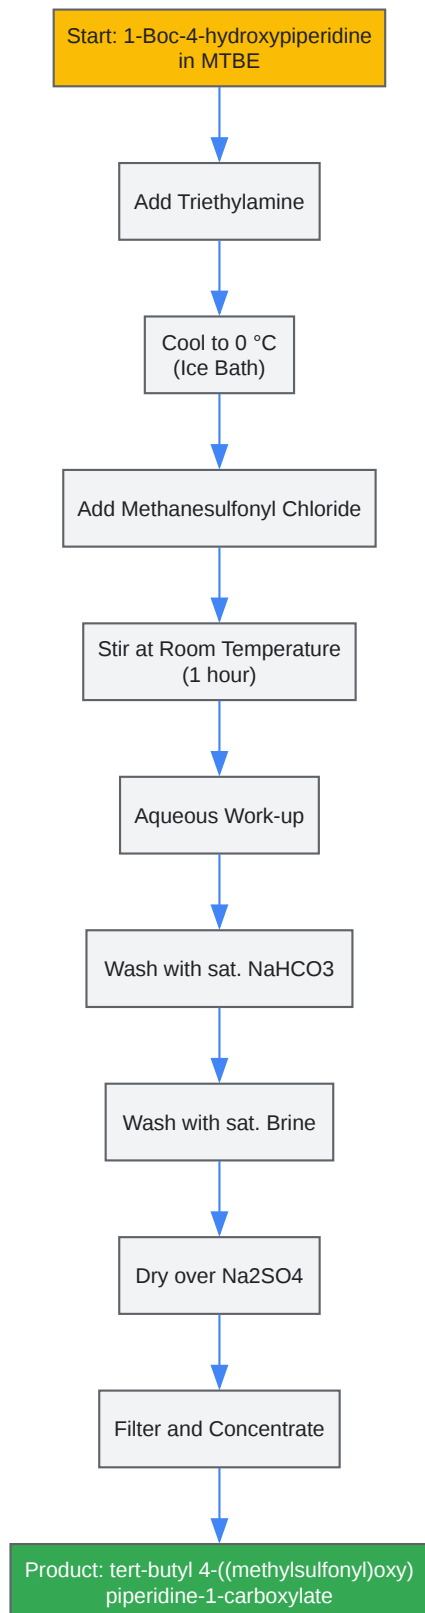 Start: 1-Boc-4-hydroxypiperidine
in MTBE
Add Triethylamine
Cool to 0 °C
(Ice Bath)
Add Methanesulfonyl Chloride
Stir at Room Temperature
(1 hour)
Aqueous Work-up
Wash with sat. NaHCO3
Wash with sat. Brine
Dry over Na2SO4
Filter and Concentrate
Product: tert-butyl 4-((methylsulfonyl)oxy)
piperidine-1-carboxylate